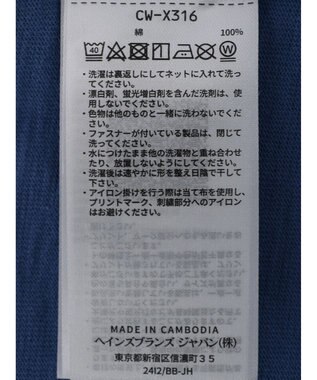 CW-X316
綿 100%
40
W
・洗濯は裏返しにしてネットに入れて洗っ
てください。
・漂白剤、蛍光増白剤を含んだ洗剤は、使
用しないでください。
・色物は他のものと一緒に洗わないでくだ
さい。
・ファスナーが付いている製品は、閉じて
洗ってください。
・水につけたまま他の洗濯物と重ね合わせ
たり、放置しないようにしてください。
・洗濯後は速やかに形を整え日陰で干して
下さい。
・アイロン掛けを行う際は当て布を使用し、
プリントマーク、刺繍部分へのアイロン
はお避けください。
MADE IN CAMBODIA
ヘインズブランズ ジャパン(株)
東京都新宿区信濃町35
2412/BB-JH